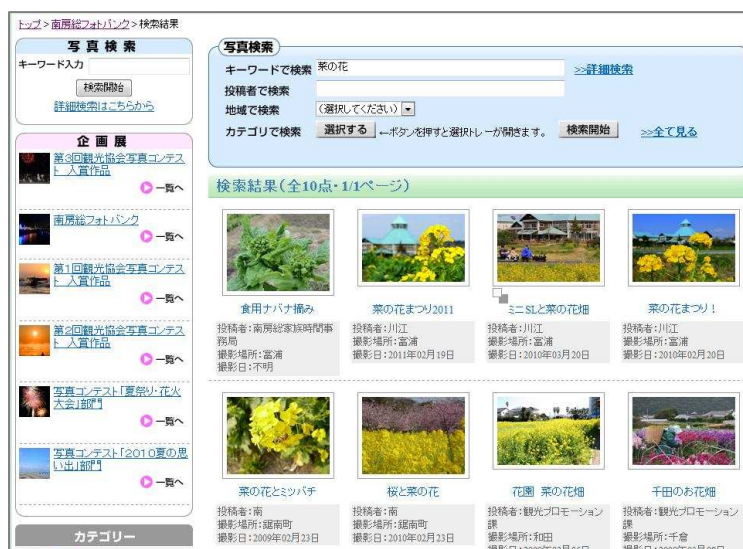 トップ>南房総フォトバンク>検索結果
写真検索
キーワード入力
検索開始
詳細検索はこちらから
企画展
第3回観光協会写真コンテス
ト 入賞作品
一覧へ
南房総フォトバンク
一覧へ
第1回観光協会写真コンテス
ト 入賞作品
一覧へ
第2回観光協会写真コンテス
ト 入賞作品
一覧へ
写真コンテスト「夏祭り・花火
大会」部門
一覧へ
写真コンテスト「2010夏の思
い出」部門
一覧へ
カテゴリー
写真検索
キーワードで検索 菜の花 >>詳細検索
投稿者で検索
地域で検索 (選択してください)
カテゴリで検索 選択する ←ボタンを押すと選択トレーが開きます。 検索開始 >>全て見る
検索結果(全10点・1/1ページ)
食用ナバナ摘み
投稿者:南房総家族時間事
務局
撮影場所:富浦
撮影日:不明
菜の花まつり2011
投稿者:川江
撮影場所:富浦
撮影日:2011年02月19日
ミニSLと菜の花畑
投稿者:川江
撮影場所:富浦
撮影日:2010年03月20日
菜の花まつり!
投稿者:川江
撮影場所:富浦
撮影日:2010年02月20日
菜の花とミツバチ
投稿者:南
撮影場所:鋸南町
撮影日:2009年02月23日
桜と菜の花
投稿者:南
撮影場所:鋸南町
撮影日:2010年02月23日
花園 菜の花畑
投稿者:観光プロモーション
課
撮影場所:和田
千田のお花畑
投稿者:観光プロモーション
課
撮影場所:千倉